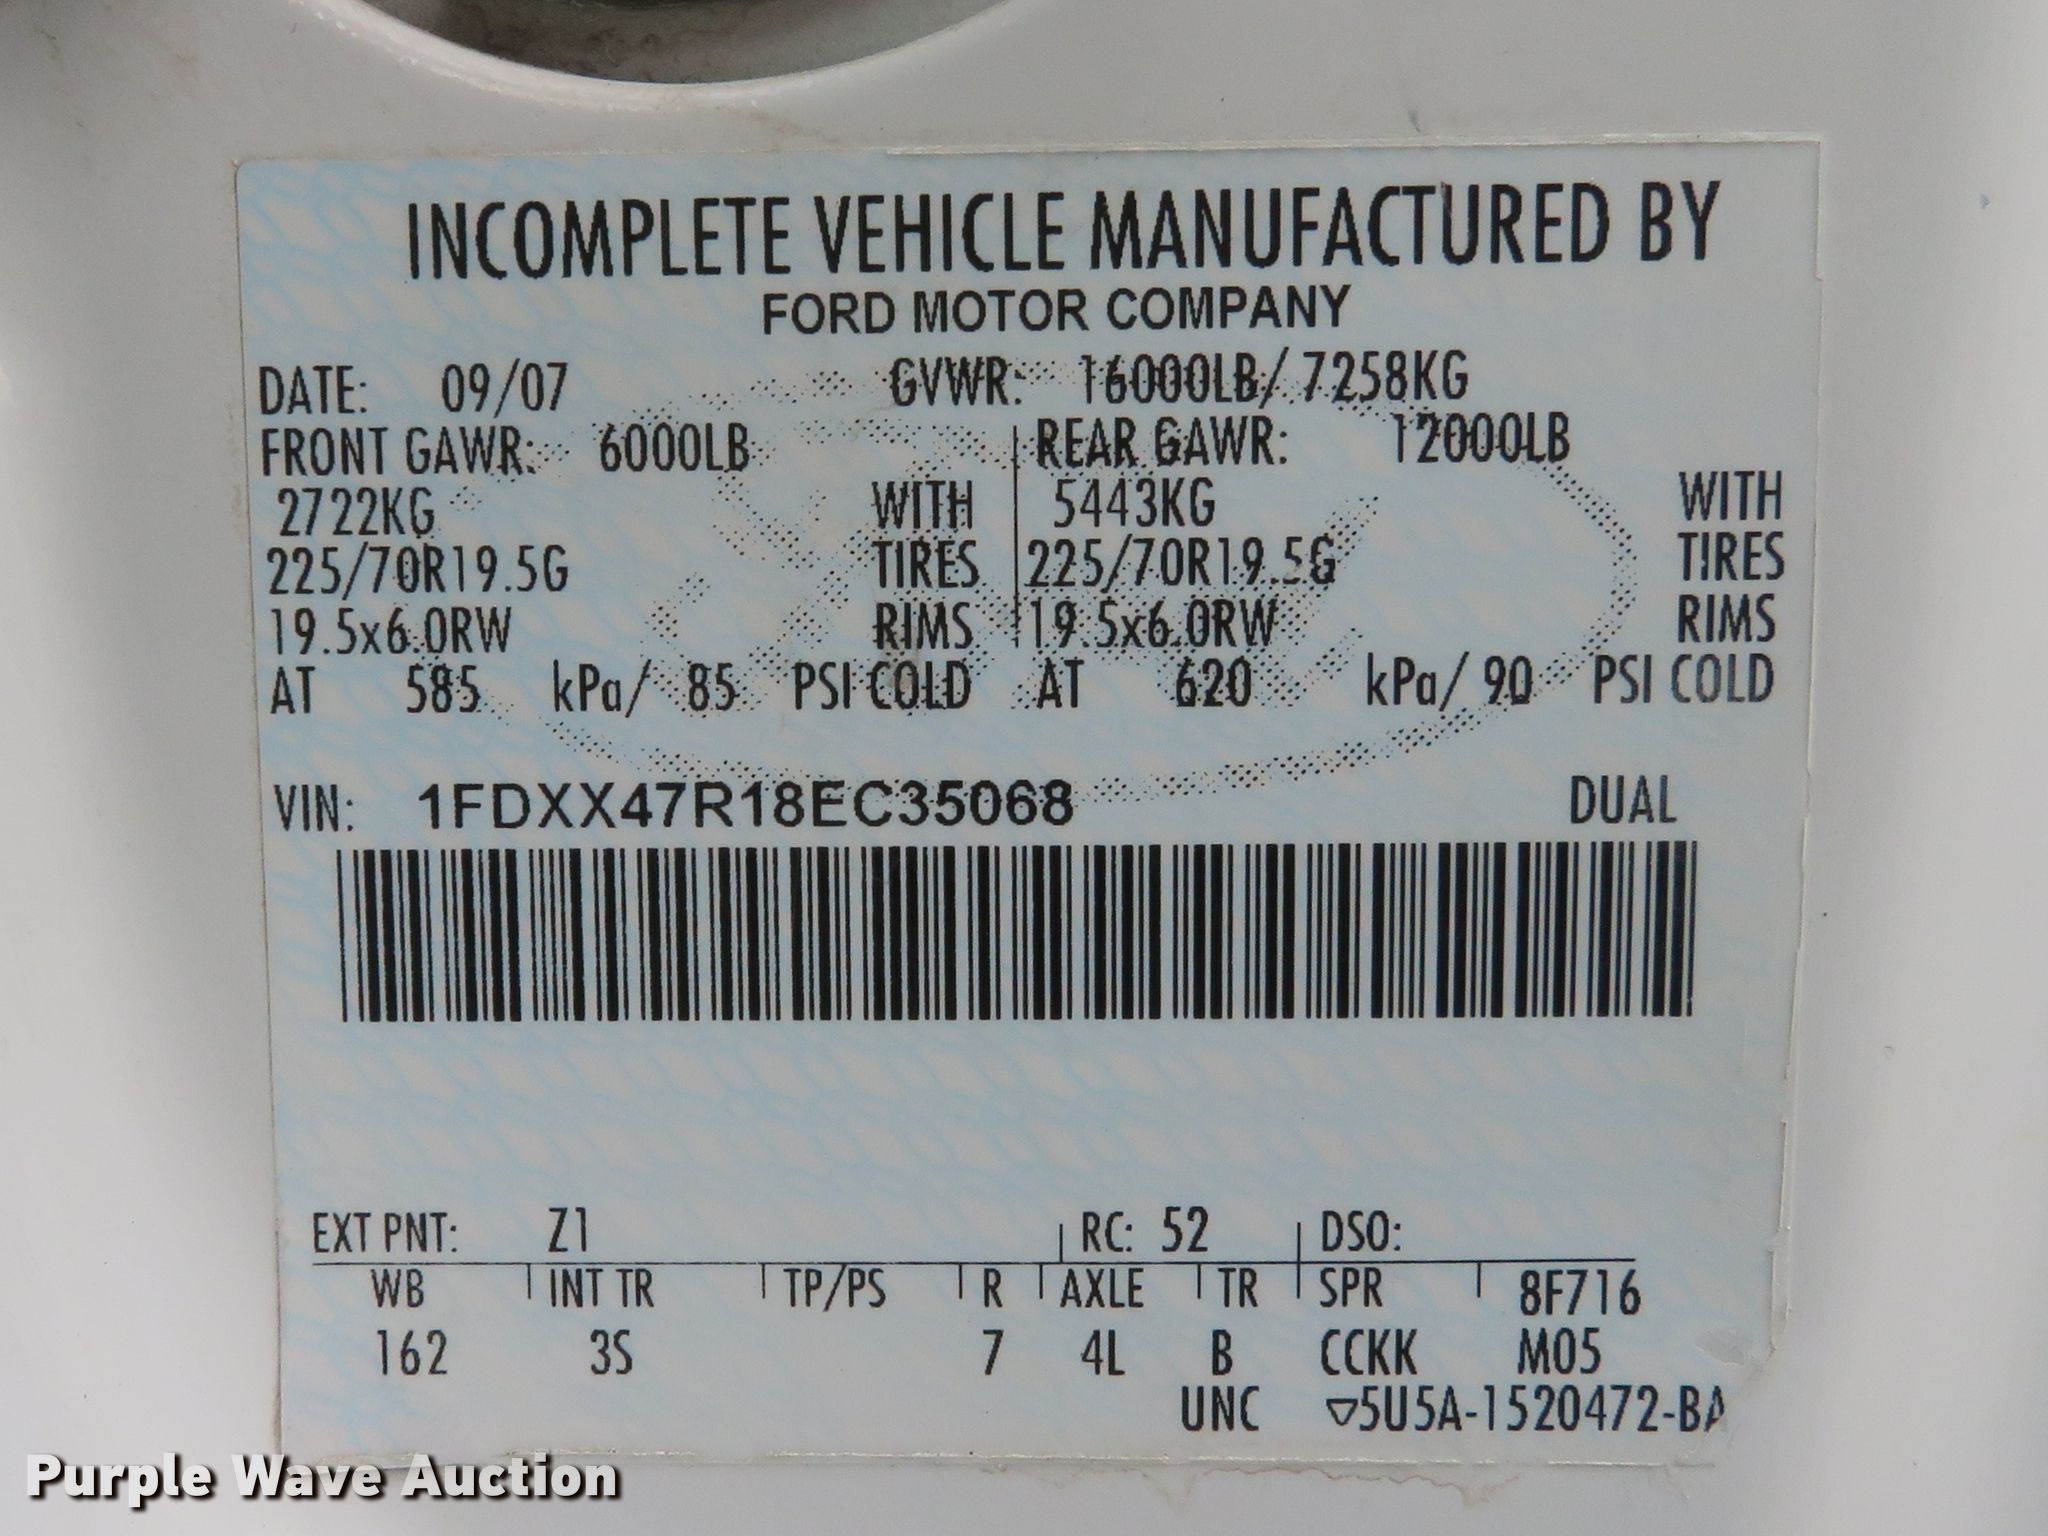 INCOMPLETE VEHICLE MANUFACTURED BY
FORD MOTOR COMPANY
DATE: 09/07 GVWR: 16000LB/ 7258KG
FRONT GAWR: 6000LB REAR GAWR: 12000LB
2722KG WITH 5443KG WITH
225/70R19.5G TIRES 225/70R19.5G TIRES
19.5x6.0RW RIMS 19.5x6.0RW RIMS
AT 585 kPa/ 85 PSI COLD AT 620 kPa/ 90 PSI COLD
VIN: 1FDXX47R18EC35068 DUAL
EXT PNT: Z1 RC: 52 DSO:
WB INT TR TP/PS R AXLE TR SPR 8F716
162 3S 7 4L B CCKK M05
UNC ▽5U5A-1520472-BA
Purple Wave Auction